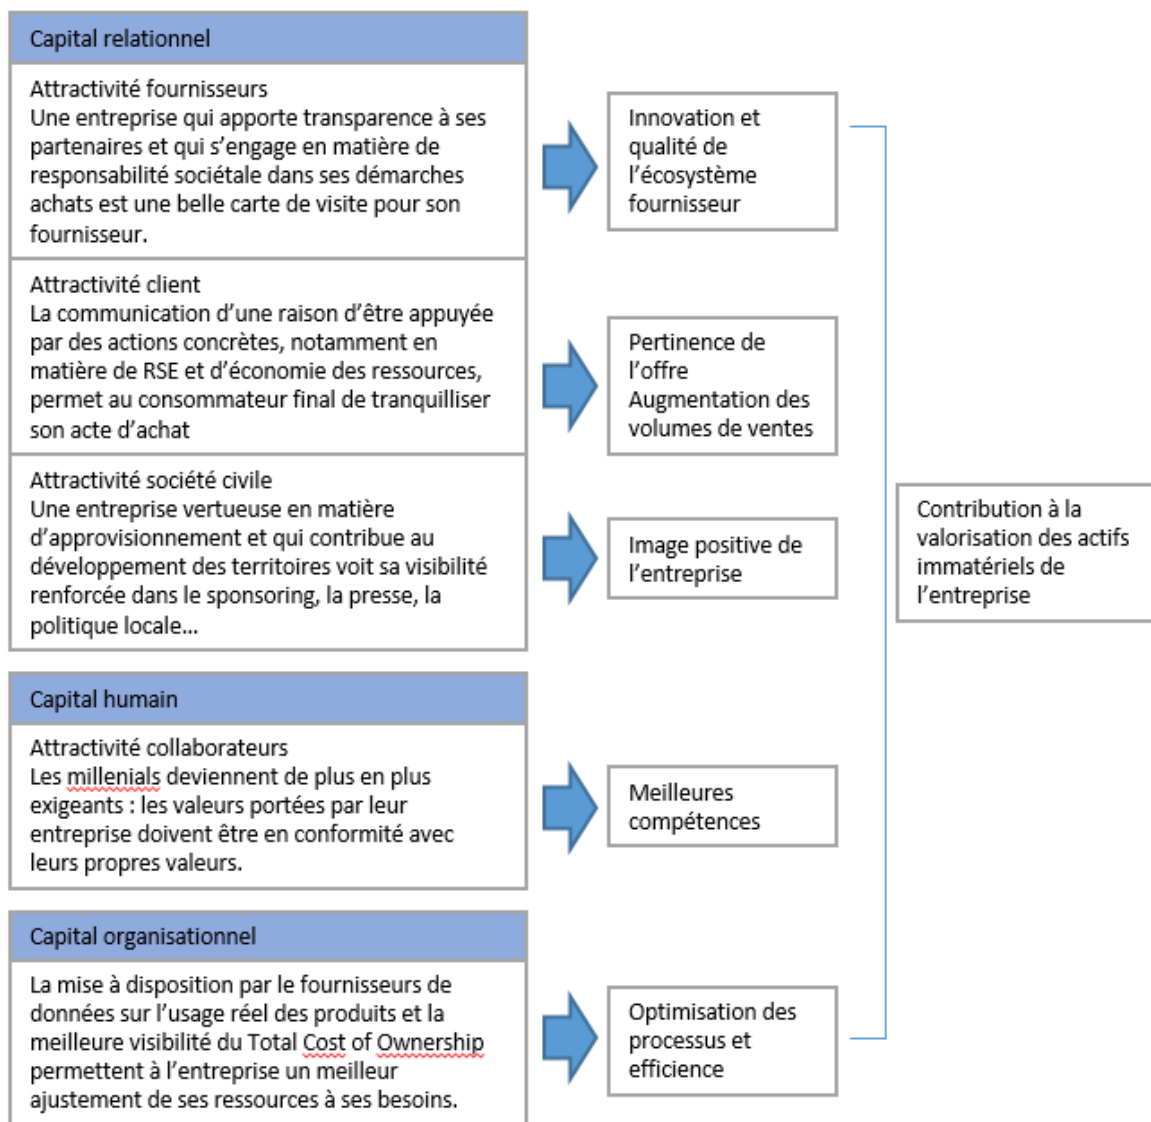 Capital relationnel
Attractivité fournisseurs
Une entreprise qui apporte transparence à ses
partenaires et qui s’engage en matière de
responsabilité sociétale dans ses démarches
achats est une belle carte de visite pour son
fournisseur.
Innovation et
qualité de
l’écosystème
fournisseur
Attractivité client
La communication d’une raison d’être appuyée
par des actions concrètes, notamment en
matière de RSE et d’économie des ressources,
permet au consommateur final de tranquilliser
son acte d’achat
Pertinence de
l’offre
Augmentation des
volumes de ventes
Attractivité société civile
Une entreprise vertueuse en matière
d’approvisionnement et qui contribue au
développement des territoires voit sa visibilité
renforcée dans le sponsoring, la presse, la
politique locale…
Image positive de
l’entreprise
Contribution à la
valorisation des actifs
immatériels de
l’entreprise
Capital humain
Attractivité collaborateurs
Les millenials deviennent de plus en plus
exigeants : les valeurs portées par leur
entreprise doivent être en conformité avec
leurs propres valeurs.
Meilleures
compétences
Capital organisationnel
La mise à disposition par le fournisseurs de
données sur l’usage réel des produits et la
meilleure visibilité du Total Cost of Ownership
permettent à l’entreprise un meilleur
ajustement de ses ressources à ses besoins.
Optimisation des
processus et
efficience